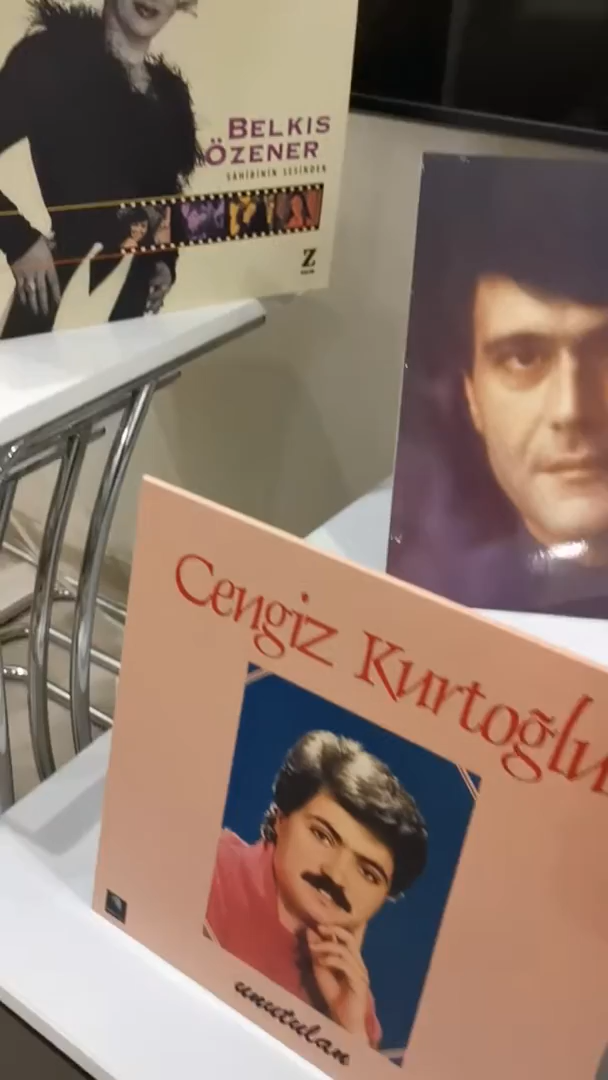 BELKIS
ÖZENER
SAHİBİNİN SESİNDEN
Z
Cengiz Kurtoğlu
unutulan